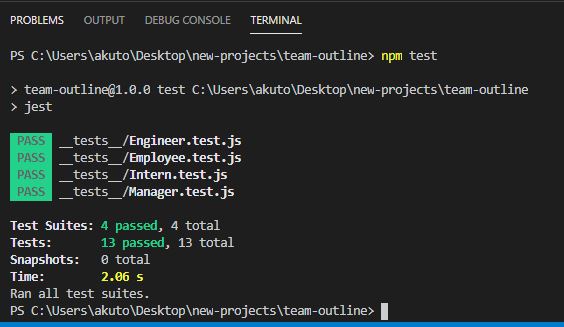 PROBLEMS OUTPUT DEBUG CONSOLE TERMINAL
PS C:\Users\akuto\Desktop\new-projects\team-outline> npm test
> team-outline@1.0.0 test C:\Users\akuto\Desktop\new-projects\team-outline
> jest
PASS __tests__/Engineer.test.js
PASS __tests__/Employee.test.js
PASS __tests__/Intern.test.js
PASS __tests__/Manager.test.js
Test Suites: 4 passed, 4 total
Tests: 13 passed, 13 total
Snapshots: 0 total
Time: 2.06 s
Ran all test suites.
PS C:\Users\akuto\Desktop\new-projects\team-outline>